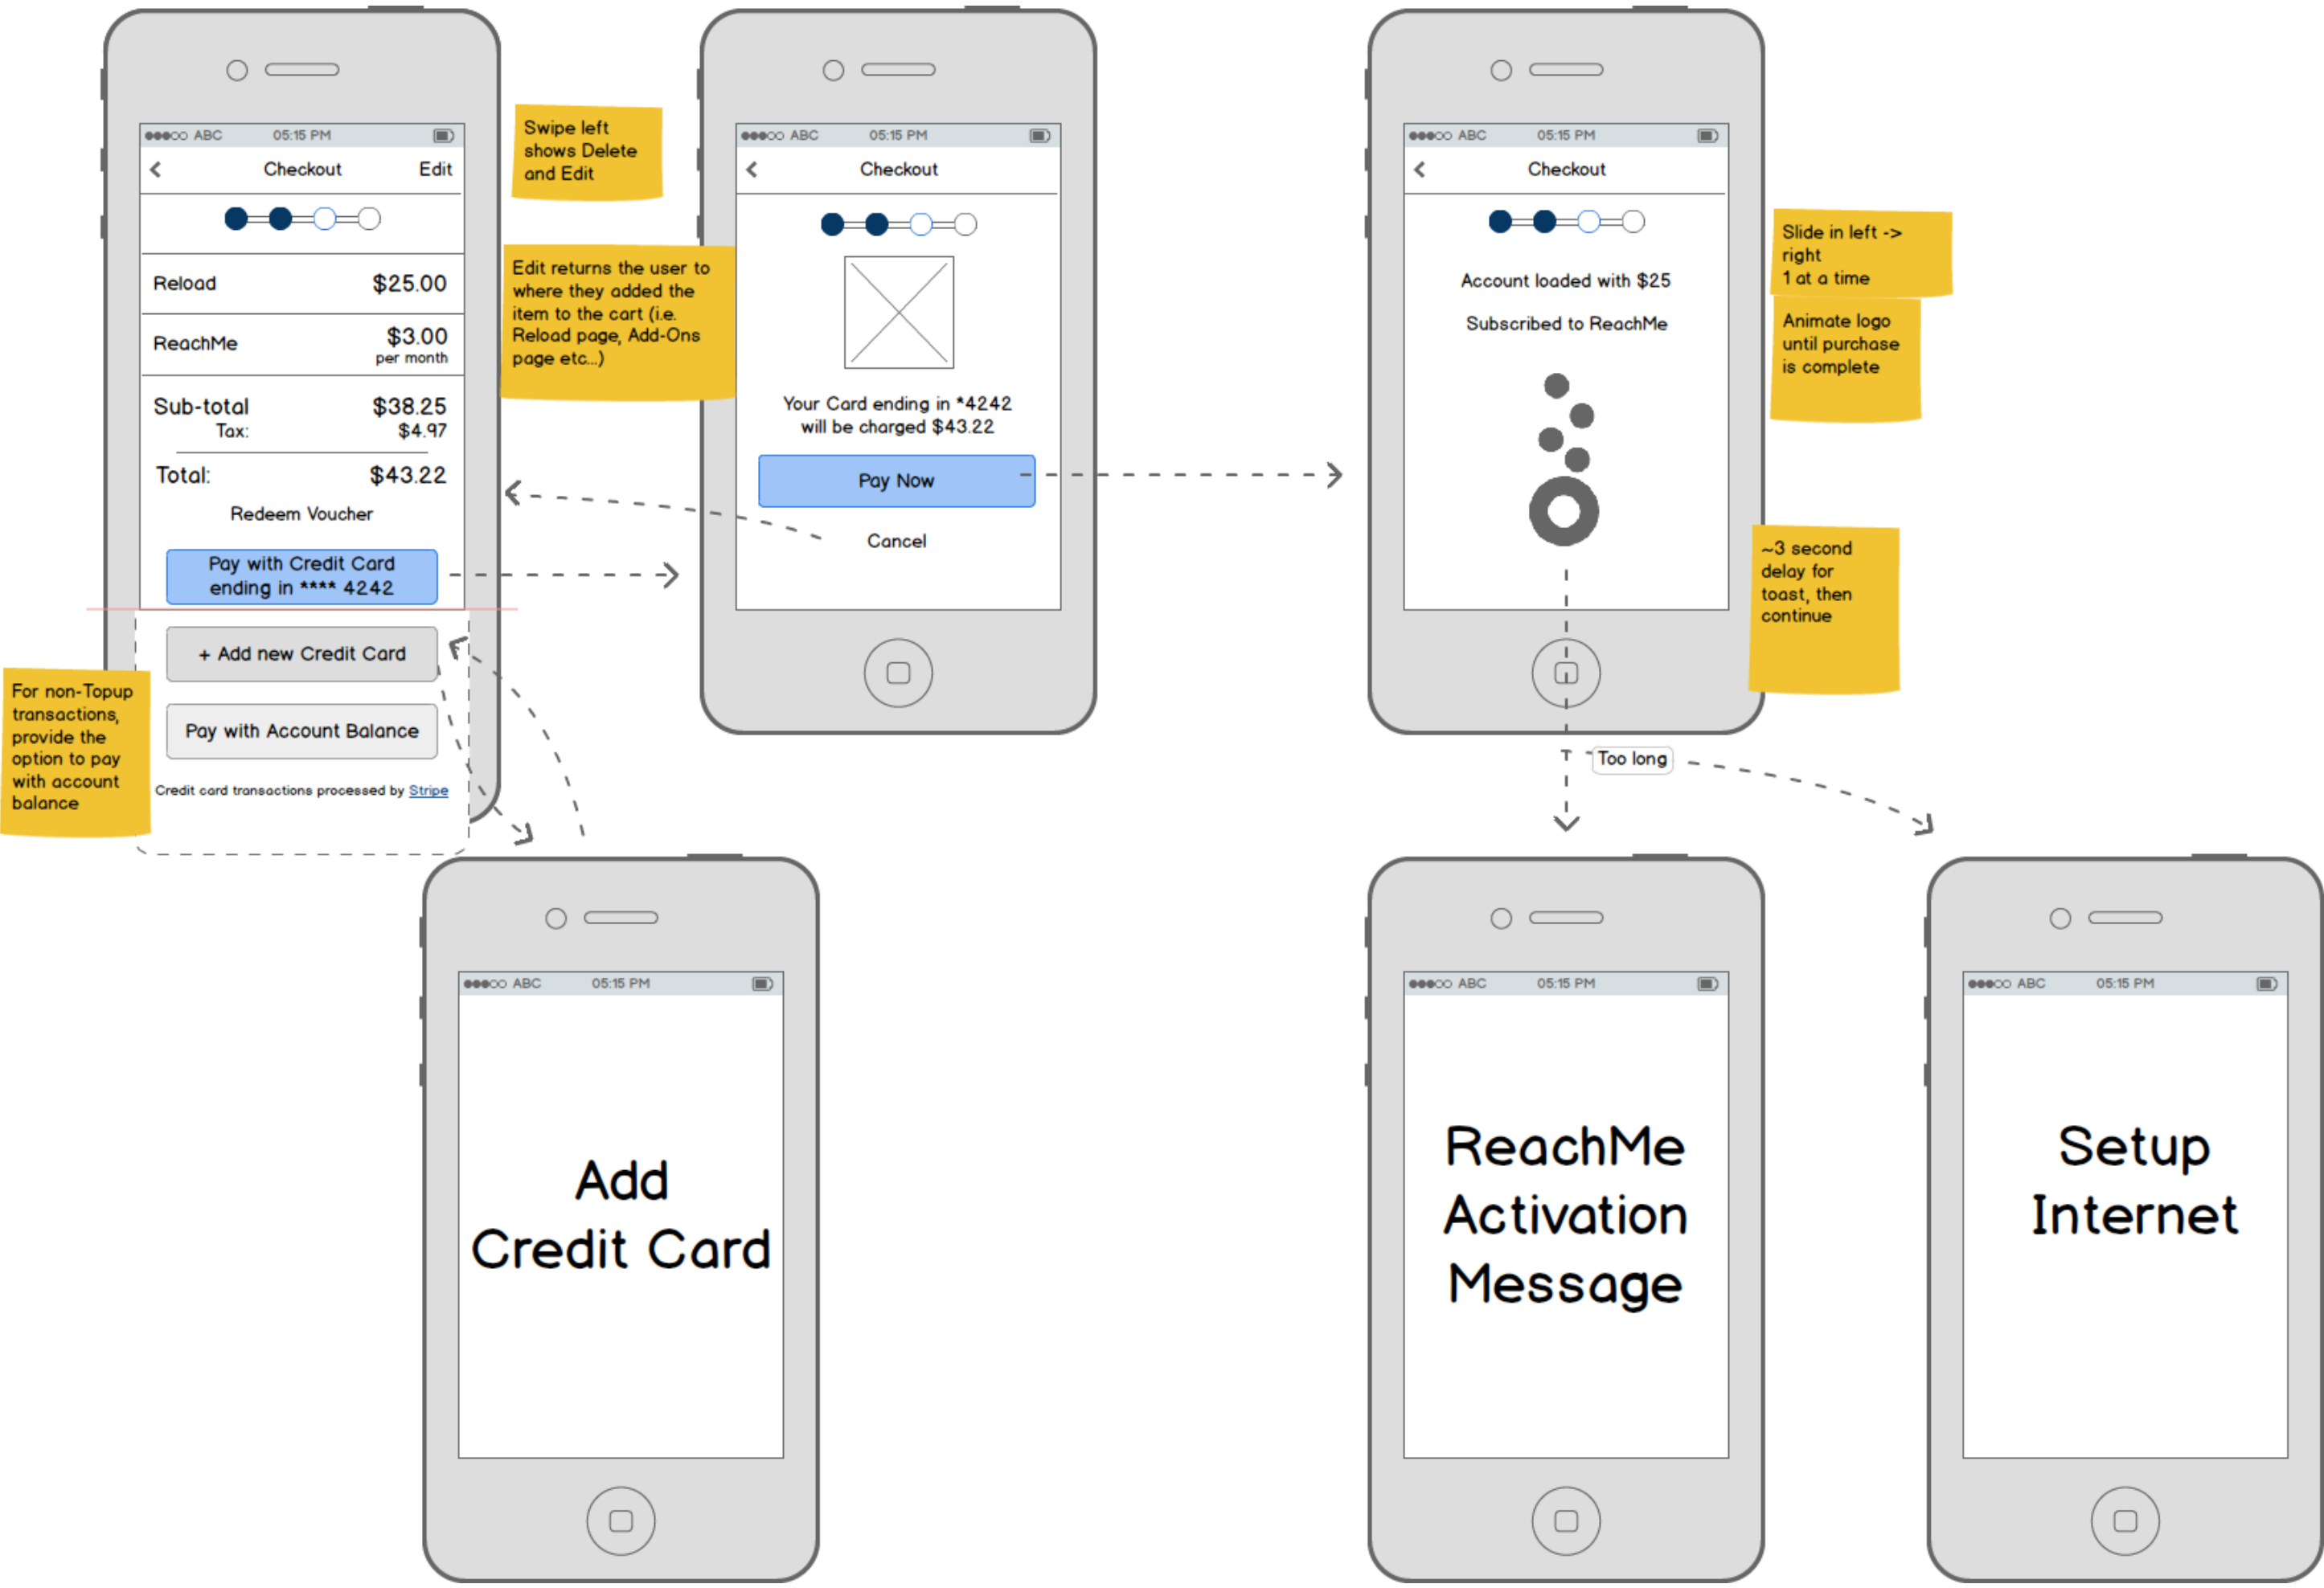 ABC 05:15 PM
Checkout Edit
Reload $25.00
ReachMe $3.00
per month
Sub-total $38.25
Tax: $4.97
Total: $43.22
Redeem Voucher
Pay with Credit Card
ending in **** 4242
+ Add new Credit Card
Pay with Account Balance
Credit card transactions processed by Stripe
For non-Topup
transactions,
provide the
option to pay
with account
balance
Swipe left
shows Delete
and Edit
Edit returns the user to
where they added the
item to the cart (i.e.
Reload page, Add-Ons
page etc...)
ABC 05:15 PM
Checkout
Your Card ending in *4242
will be charged $43.22
Pay Now
Cancel
ABC 05:15 PM
Checkout
Account loaded with $25
Subscribed to ReachMe
Slide in left ->
right
1 at a time
Animate logo
until purchase
is complete
~3 second
delay for
toast, then
continue
Too long
ABC 05:15 PM
Add
Credit Card
ABC 05:15 PM
ReachMe
Activation
Message
ABC 05:15 PM
Setup
Internet